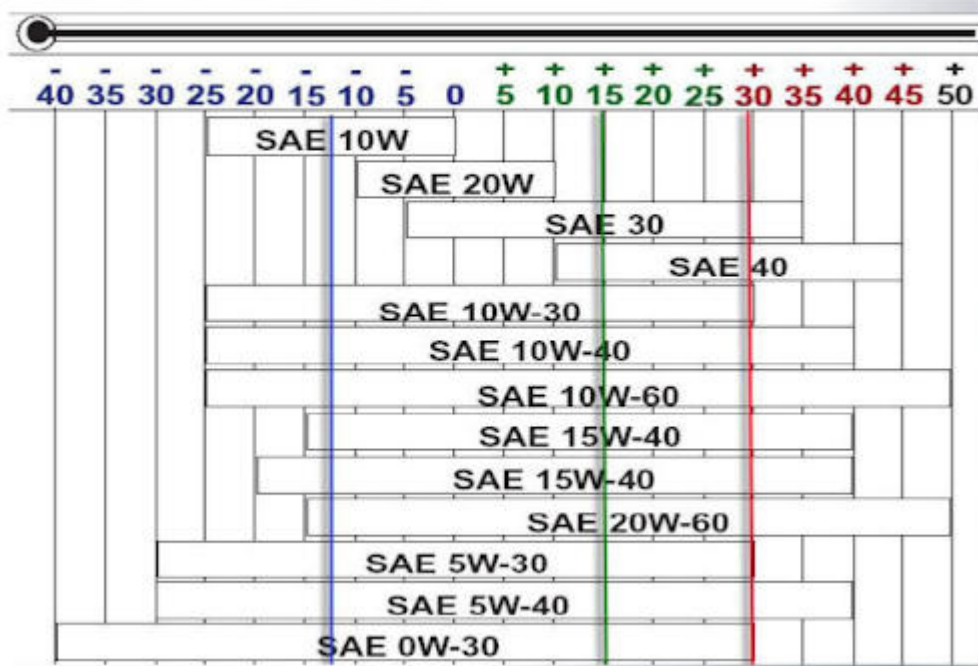 - - - - - - - - + + + + + + + + + +
40 35 30 25 20 15 10 5 0 5 10 15 20 25 30 35 40 45 50
SAE 10W
SAE 20W
SAE 30
SAE 40
SAE 10W-30
SAE 10W-40
SAE 10W-60
SAE 15W-40
SAE 15W-40
SAE 20W-60
SAE 5W-30
SAE 5W-40
SAE 0W-30